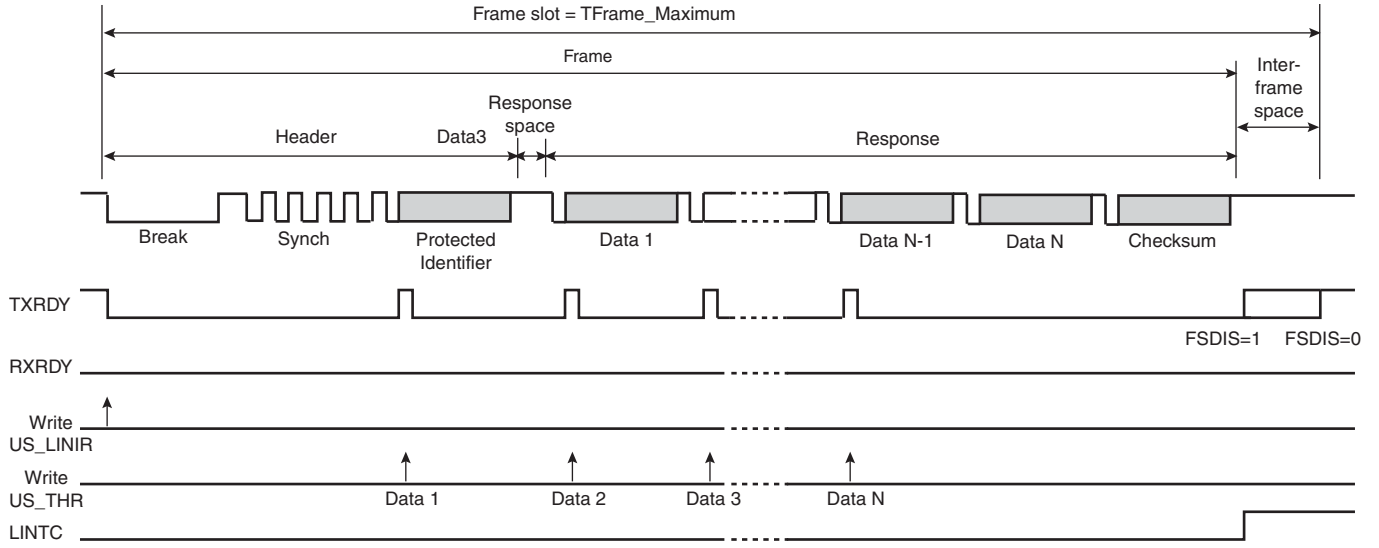 Frame slot = TFrame_Maximum
Frame
Inter-
frame
space
Response
space
Header
Data3
Response
Break
Synch
Protected
Identifier
Data 1
Data N-1
Data N
Checksum
TXRDY
FSDIS=1
FSDIS=0
RXRDY
Write
US_LINIR
Write
US_THR
Data 1
Data 2
Data 3
Data N
LINTC